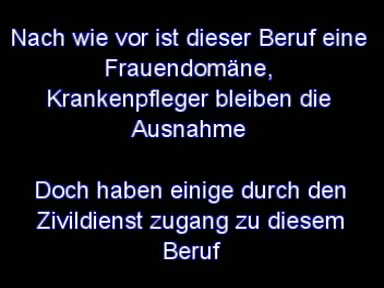 Nach wie vor ist dieser Beruf eine
Frauendomäne,
Krankenpfleger bleiben die
Ausnahme
Doch haben einige durch den
Zivildienst zugang zu diesem
Beruf